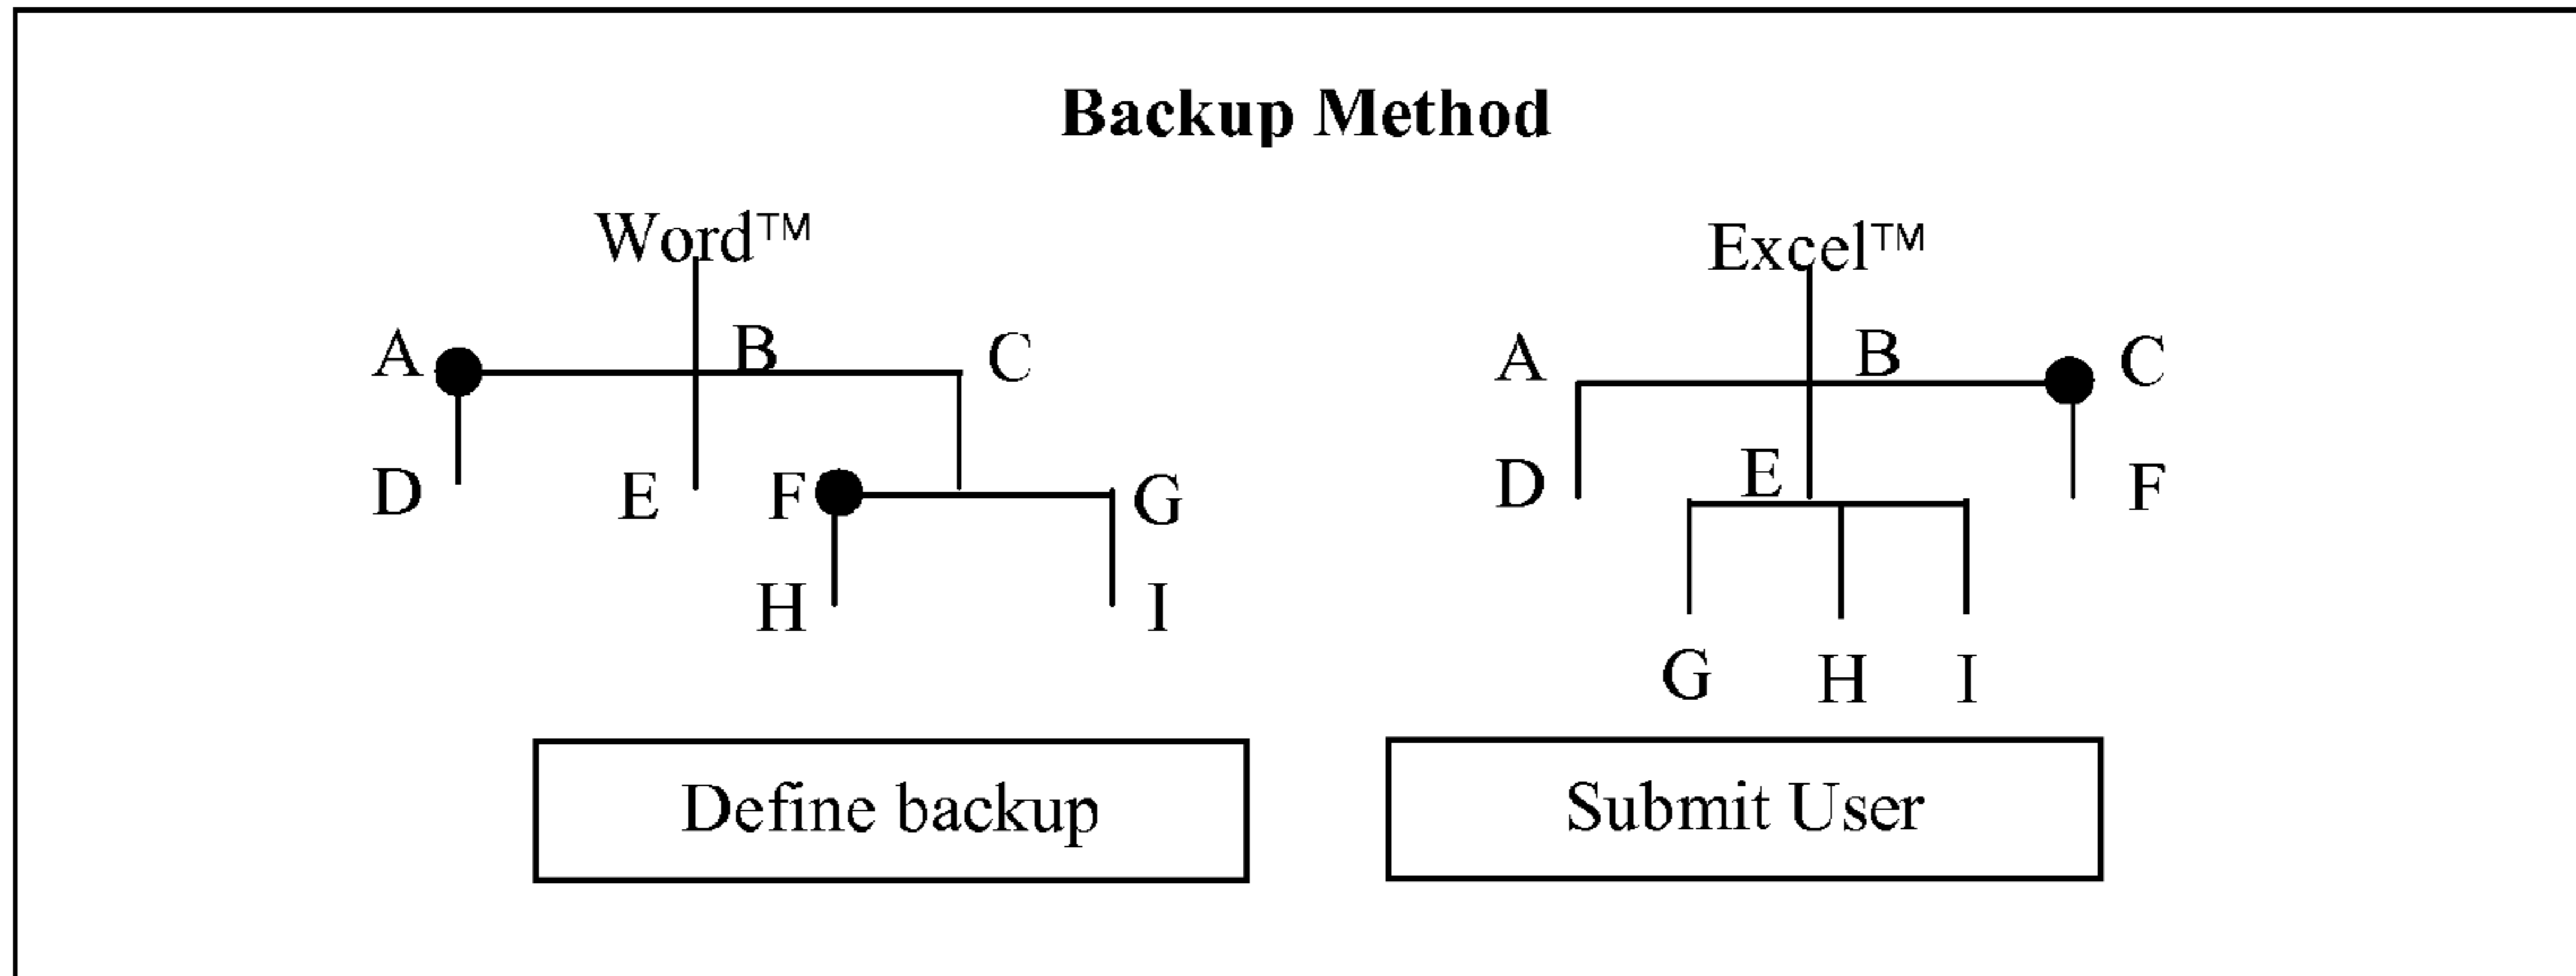 Backup Method
Word™ Excel™
A B C A B C
D E F G D E F
H I G H I
Define backup Submit User